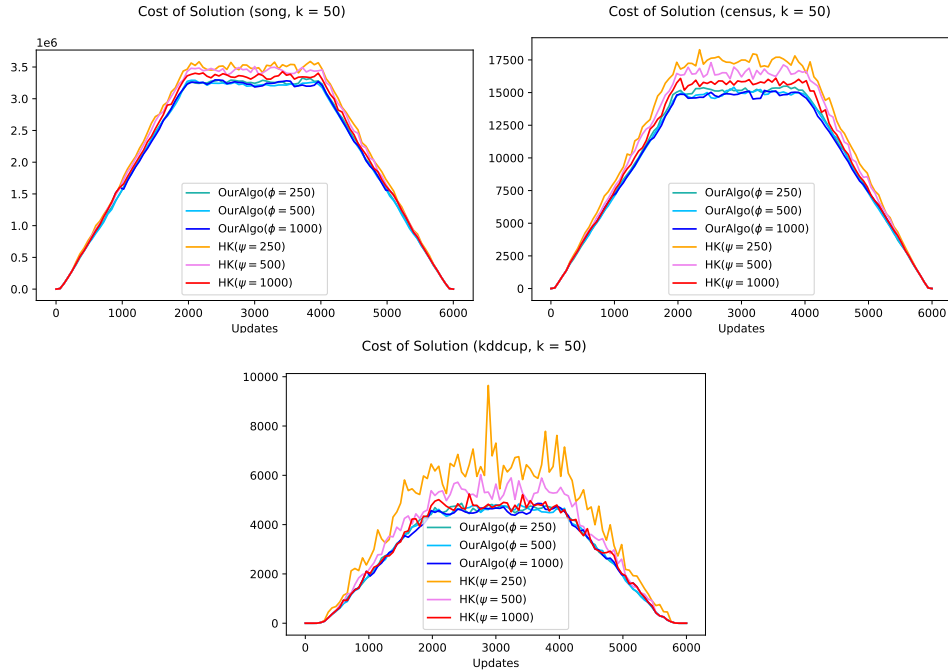 Cost of Solution (song, k = 50)
1e6
3.5
3.0
2.5
2.0
1.5
1.0
0.5
0.0
OurAlgo(ϕ = 250)
OurAlgo(ϕ = 500)
OurAlgo(ϕ = 1000)
HK(ψ = 250)
HK(ψ = 500)
HK(ψ = 1000)
0 1000 2000 3000 4000 5000 6000
Updates
Cost of Solution (census, k = 50)
17500
15000
12500
10000
7500
5000
2500
0
OurAlgo(ϕ = 250)
OurAlgo(ϕ = 500)
OurAlgo(ϕ = 1000)
HK(ψ = 250)
HK(ψ = 500)
HK(ψ = 1000)
0 1000 2000 3000 4000 5000 6000
Updates
Cost of Solution (kddcup, k = 50)
10000
8000
6000
4000
2000
0
OurAlgo(ϕ = 250)
OurAlgo(ϕ = 500)
OurAlgo(ϕ = 1000)
HK(ψ = 250)
HK(ψ = 500)
HK(ψ = 1000)
0 1000 2000 3000 4000 5000 6000
Updates